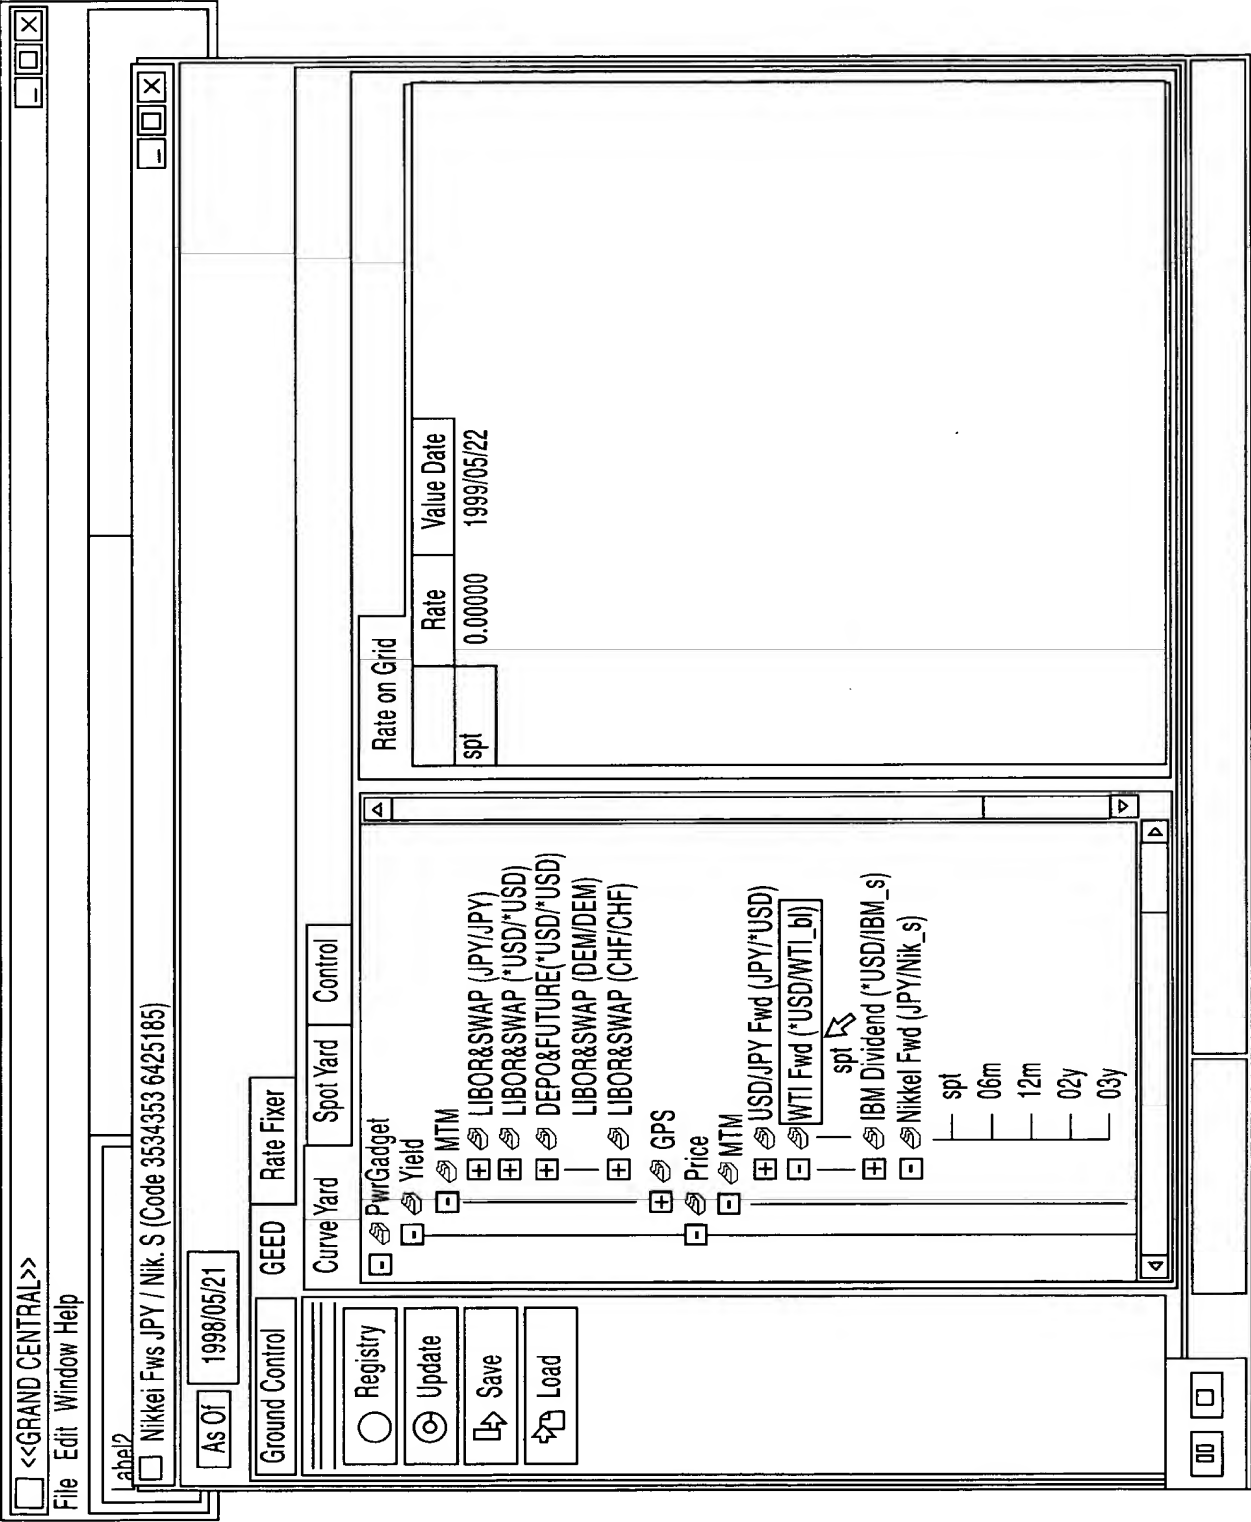 <<GRAND CENTRAL>>
File Edit Window Help
Label2
Nikkei Fws JPY / Nik. S (Code 3534353 6425185)
As Of 1998/05/21
Ground Control GEED Rate Fixer
Registry
Update
Save
Load
Curve Yard Spot Yard Control
PwrGadget
Yield
MTM
LIBOR&SWAP (JPY/JPY)
LIBOR&SWAP (*USD/*USD)
DEPO&FUTURE(*USD/*USD)
LIBOR&SWAP (DEM/DEM)
LIBOR&SWAP (CHF/CHF)
GPS
Price
MTM
USD/JPY Fwd (JPY/*USD)
WTI Fwd (*USD/WTI_bl)
spt
IBM Dividend (*USD/IBM_s)
Nikkel Fwd (JPY/Nik_s)
spt
06m
12m
02y
03y
Rate on Grid
Rate Value Date
spt 0.00000 1999/05/22